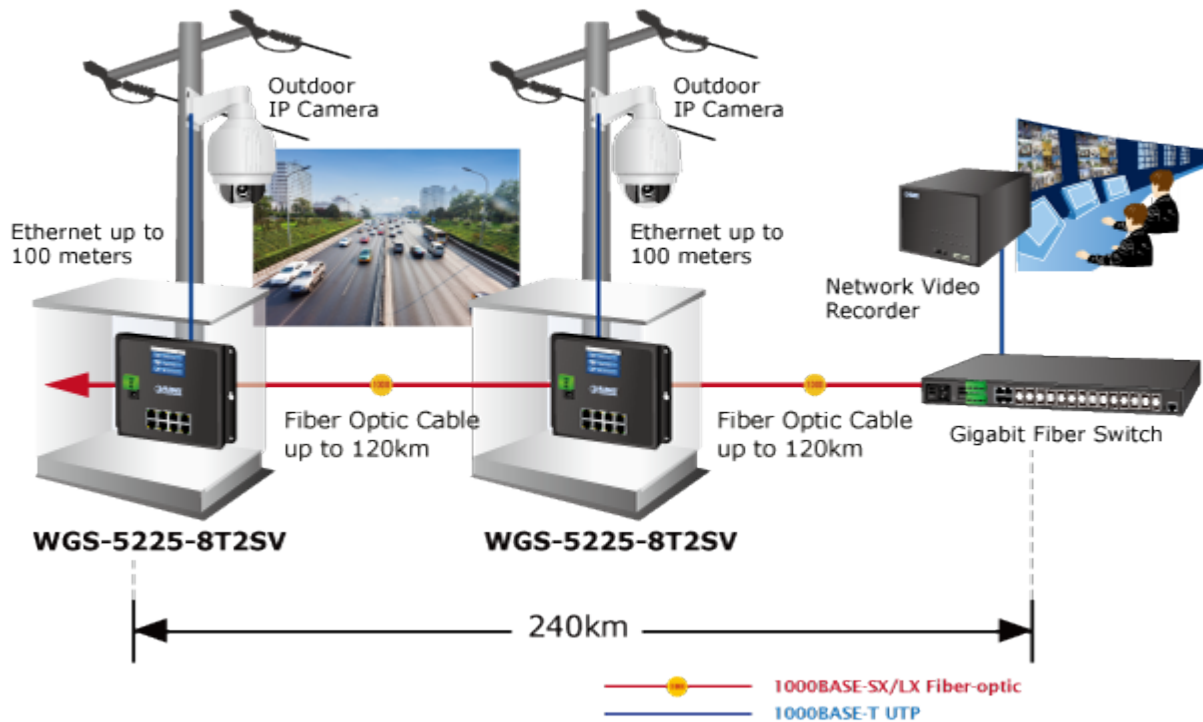 Outdoor
IP Camera
Outdoor
IP Camera
Ethernet up to
100 meters
Ethernet up to
100 meters
Network Video
Recorder
1000
1000
Fiber Optic Cable
up to 120km
Fiber Optic Cable
up to 120km
Gigabit Fiber Switch
WGS-5225-8T2SV
WGS-5225-8T2SV
240km
1000BASE-SX/LX Fiber-optic
1000BASE-T UTP